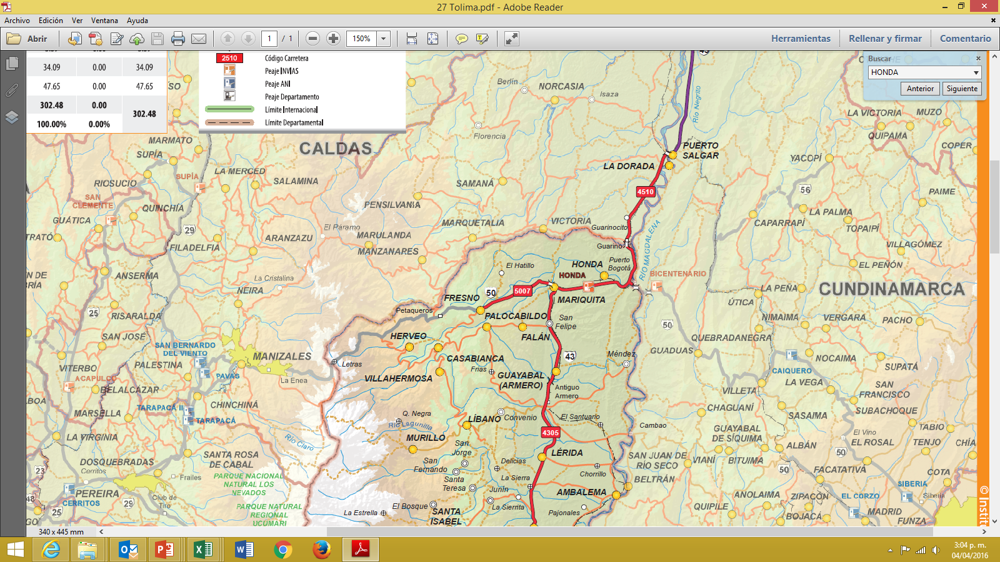 27 Tolima.pdf - Adobe Reader
Archivo Edición Ver Ventana Ayuda
Abrir
1 / 1
150%
Herramientas Rellenar y firmar Comentario
34.09 0.00 34.09
47.65 0.00 47.65
302.48 0.00 302.48
100.00% 0.00%
2510 Código Carretera
Peaje INVIAS
Peaje ANI
Peaje Departamento
Límite Internacional
Límite Departamental
Buscar
HONDA
Anterior Siguiente
Berlín
NORCASIA
Isaza
Río Negrito
LA VICTORIA
MUZO
QUIPAMA
Florencia
MARMATO
CALDAS
PUERTO
SALGAR
COPER
SUPÍA
YACOPÍ
LA MERCED
LA DORADA
SUPÍA
RIOSUCIO
SALAMINA
SAMANÁ
4510
56
PAIME
SAN
CLEMENTE
QUINCHÍA
PENSILVANIA
LA PALMA
GUÁTICA
MARQUETALIA
VICTORIA
CAPARRAPÍ
TOPAIPÍ
El Páramo
Guarinocito
29
MARULANDA
ARANZAZU
FILADELFIA
MANZANARES
Guarino
RÍO MAGDALENA
VILLAGÓMEZ
El Hatillo
HONDA
Puerto
Bogotá
EL PEÑÓN
ANSERMA
La Cristalina
HONDA
BICENTENARIO
NEIRA
50
5007
LA PEÑA
CUNDINAMARCA
FRESNO
MARIQUITA
ÚTICA
25
RISARALDA
Petaqueros
PALOCABILDO
San
Felipe
50
NIMAIMA
VERGARA
PACHO
SAN JOSÉ
HERVEO
FALÁN
QUEBRADANEGRA
SAN BERNARDO
DEL VIENTO
MANIZALES
CASABIANCA
43
Méndez
GUADUAS
NOCAIMA
SUPATÁ
VITERBO
PALESTINA
Letras
Frías
CAIQUERO
ACAPULCO
PAVAS
La Enea
VILLAHERMOSA
GUAYABAL
(ARMERO)
LA VEGA
BELALCAZAR
Antiguo
Armero
VILLETA
SAN
FRANCISCO
CHINCHINÁ
TARAPACÁ II
MARSELLA
TARAPACÁ
Q. Negra
LÍBANO
Convenio
El Santuario
CHAGUANÍ
SASAIMA
SUBACHOQUE
Río Lagunilla
LA VIRGINIA
MURILLO
4305
Cambao
GUAYABAL
DE SÍQUIMA
El Vino
EL ROSAL
TABIO
Río Claro
San
Jorge
ALBÁN
TENJO
CHÍA
SANTA ROSA
DE CABAL
LÉRIDA
SAN JUAN DE
RÍO SECO
50
DOSQUEBRADAS
San
Fernando
Delicias
VIANÍ
BITUIMA
50
FACATATIVA
COTA
23
Cerritos
Frailes
PARQUE NACIONAL
NATURAL LOS
NEVADOS
Santa
Teresa
La Sierra
Chorrillo
BELTRÁN
SIBERIA
PEREIRA
Junín
AMBALEMA
ANOLAIMA
ZIPACÓN
EL CORZO
Siberia
CERRITOS
29
Club de
Tiro
PARQUE NATURAL
REGIONAL
UCUMARI
El Bosque
La Sierrita
La Estrella
SANTA
ISABEL
Pajonales
QUIPILE
BOJACÁ
MADRID
FUNZA
48
25
© Instit
340 x 445 mm
3:04 p. m.
04/04/2016